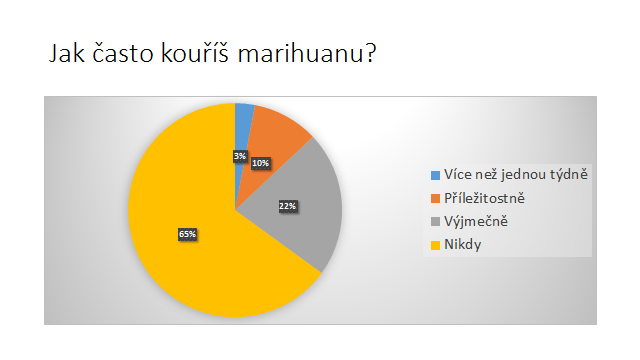 Jak často kouříš marihuanu?
3%
10%
22%
65%
Více než jednou týdně
Příležitostně
Výjmečně
Nikdy